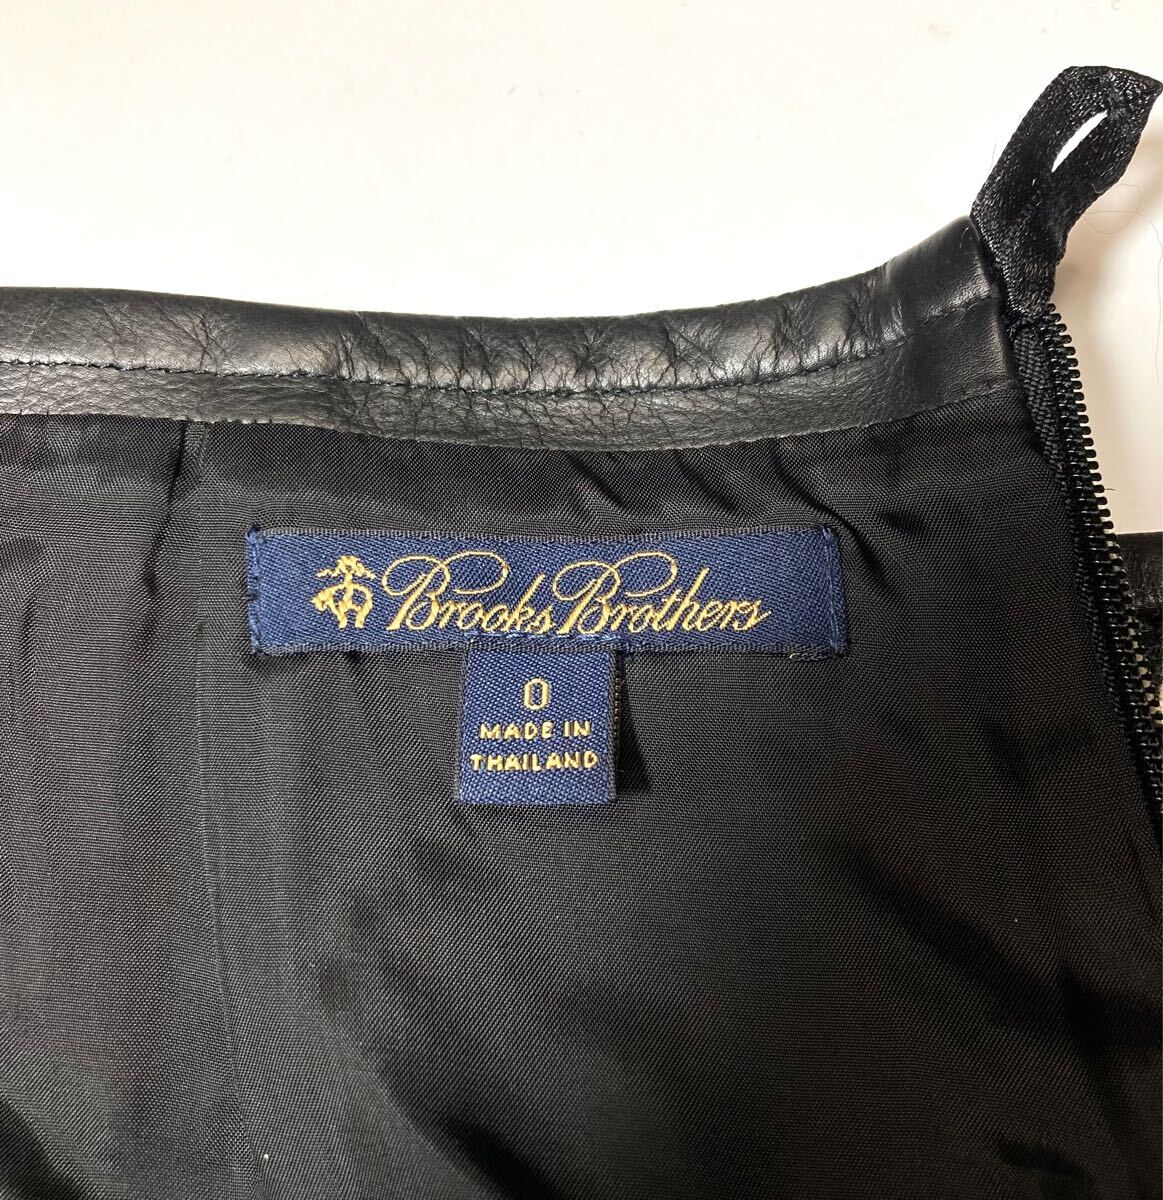 Brooks Brothers
0
MADE IN
THAILAND